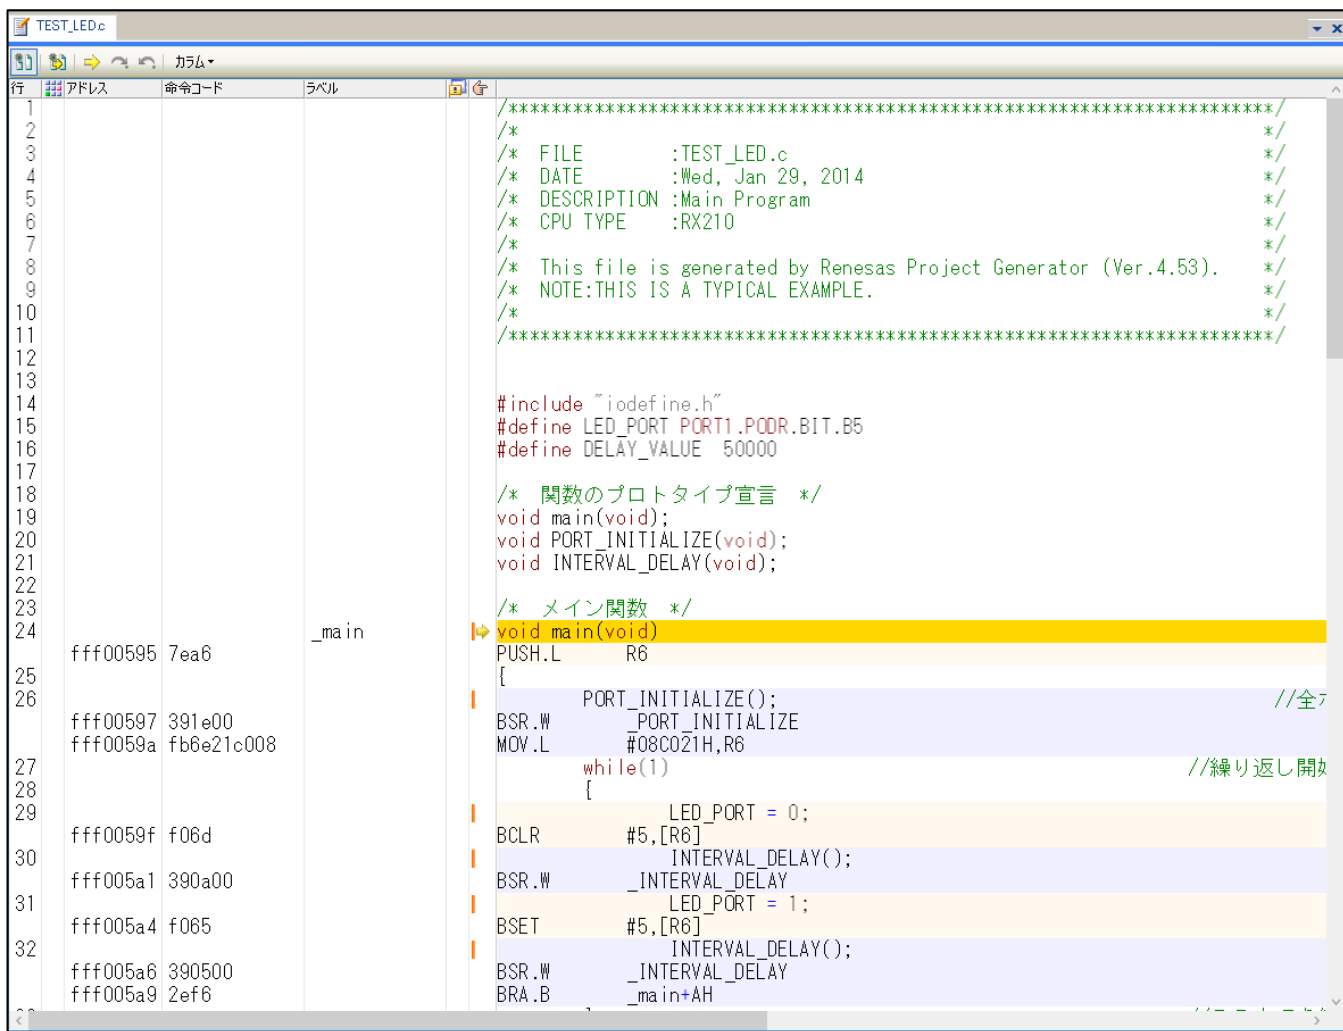 TEST_LED.c
カラム
行 アドレス 命令コード ラベル
1 /***********************************************************************/
2 /* */
3 /* FILE :TEST_LED.c */
4 /* DATE :Wed, Jan 29, 2014 */
5 /* DESCRIPTION :Main Program */
6 /* CPU TYPE :RX210 */
7 /* */
8 /* This file is generated by Renesas Project Generator (Ver.4.53). */
9 /* NOTE:THIS IS A TYPICAL EXAMPLE. */
10 /* */
11 /***********************************************************************/
12
13
14 #include "iodefine.h"
15 #define LED_PORT PORT1.PODR.BIT.B5
16 #define DELAY_VALUE 50000
17
18 /* 関数のプロトタイプ宣言 */
19 void main(void);
20 void PORT_INITIALIZE(void);
21 void INTERVAL_DELAY(void);
22
23 /* メイン関数 */
24 _main void main(void)
fff00595 7ea6 PUSH.L R6
25 {
26 PORT_INITIALIZE(); //全
fff00597 391e00 BSR.W _PORT_INITIALIZE
fff0059a fb6e21c008 MOV.L #08C021H,R6
27 while(1) //繰り返し開
28 {
29 LED_PORT = 0;
fff0059f f06d BCLR #5,[R6]
30 INTERVAL_DELAY();
fff005a1 390a00 BSR.W _INTERVAL_DELAY
31 LED_PORT = 1;
fff005a4 f065 BSET #5,[R6]
32 INTERVAL_DELAY();
fff005a6 390500 BSR.W _INTERVAL_DELAY
fff005a9 2ef6 BRA.B _main+AH